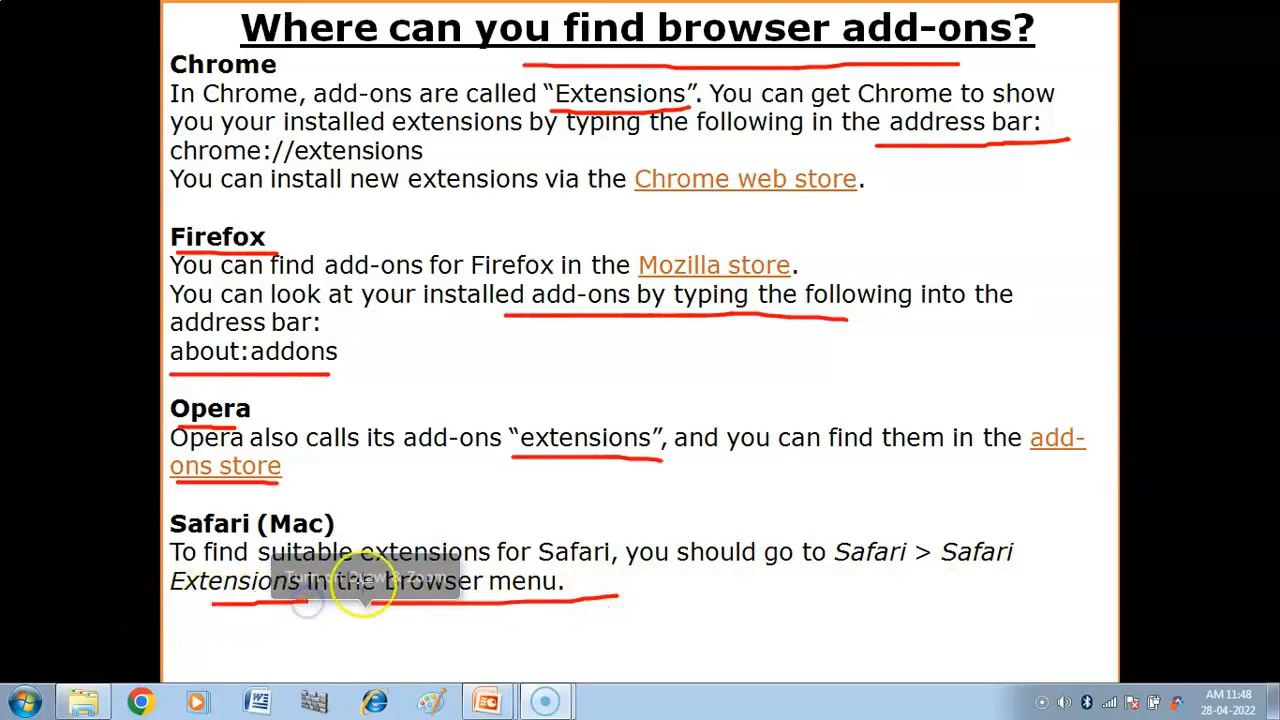 Where can you find browser add-ons?
Chrome
In Chrome, add-ons are called “Extensions”. You can get Chrome to show
you your installed extensions by typing the following in the address bar:
chrome://extensions
You can install new extensions via the Chrome web store.
Firefox
You can find add-ons for Firefox in the Mozilla store.
You can look at your installed add-ons by typing the following into the
address bar:
about:addons
Opera
Opera also calls its add-ons “extensions”, and you can find them in the add-
ons store
Safari (Mac)
To find suitable extensions for Safari, you should go to Safari > Safari
Extensions in the browser menu.
Turn on Draw & Zoom
AM 11:48
28-04-2022